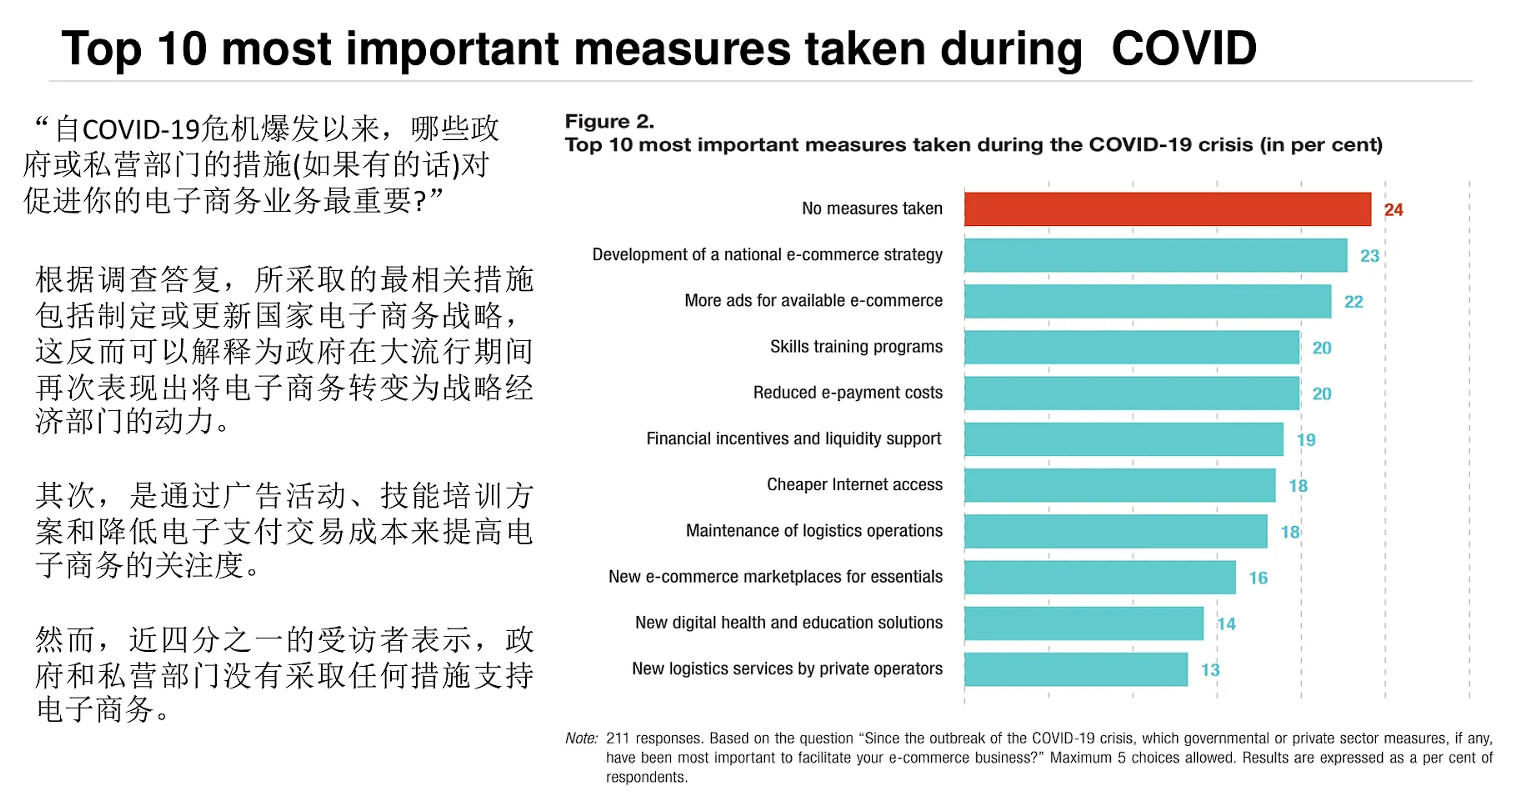 Top 10 most important measures taken during COVID
“自COVID-19危机爆发以来，哪些政
府或私营部门的措施(如果有的话)对
促进你的电子商务业务最重要?”
根据调查答复，所采取的最相关措施
包括制定或更新国家电子商务战略，
这反而可以解释为政府在大流行期间
再次表现出将电子商务转变为战略经
济部门的动力。
其次，是通过广告活动、技能培训方
案和降低电子支付交易成本来提高电
子商务的关注度。
然而，近四分之一的受访者表示，政
府和私营部门没有采取任何措施支持
电子商务。
Figure 2.
Top 10 most important measures taken during the COVID-19 crisis (in per cent)
No measures taken 24
Development of a national e-commerce strategy 23
More ads for available e-commerce 22
Skills training programs 20
Reduced e-payment costs 20
Financial incentives and liquidity support 19
Cheaper Internet access 18
Maintenance of logistics operations 18
New e-commerce marketplaces for essentials 16
New digital health and education solutions 14
New logistics services by private operators 13
Note: 211 responses. Based on the question “Since the outbreak of the COVID-19 crisis, which governmental or private sector measures, if any,
have been most important to facilitate your e-commerce business?” Maximum 5 choices allowed. Results are expressed as a per cent of
respondents.